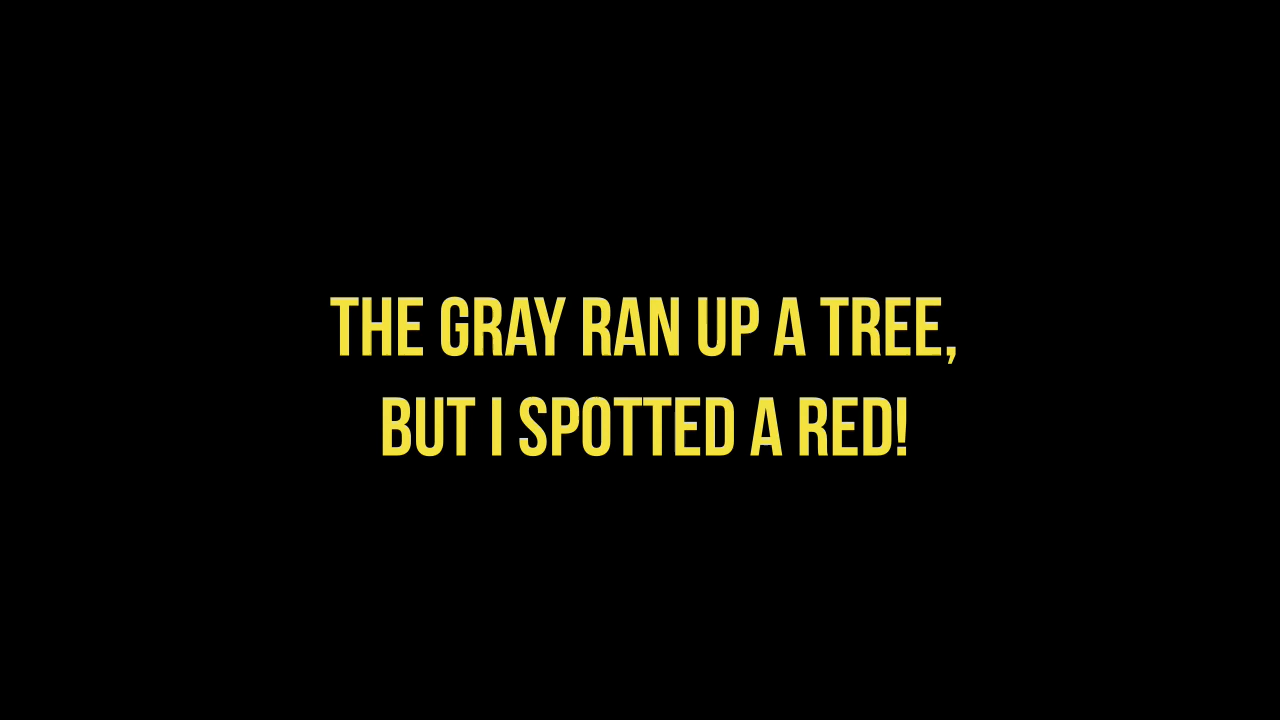 THE GRAY RAN UP A TREE,
BUT I SPOTTED A RED!